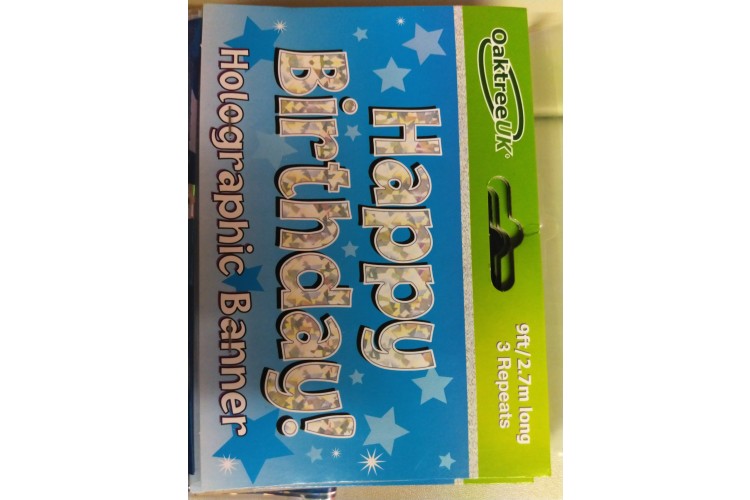 OaktreeUK®
9ft/2.7m long
3 Repeats
Happy
Birthday!
Holographic Banner